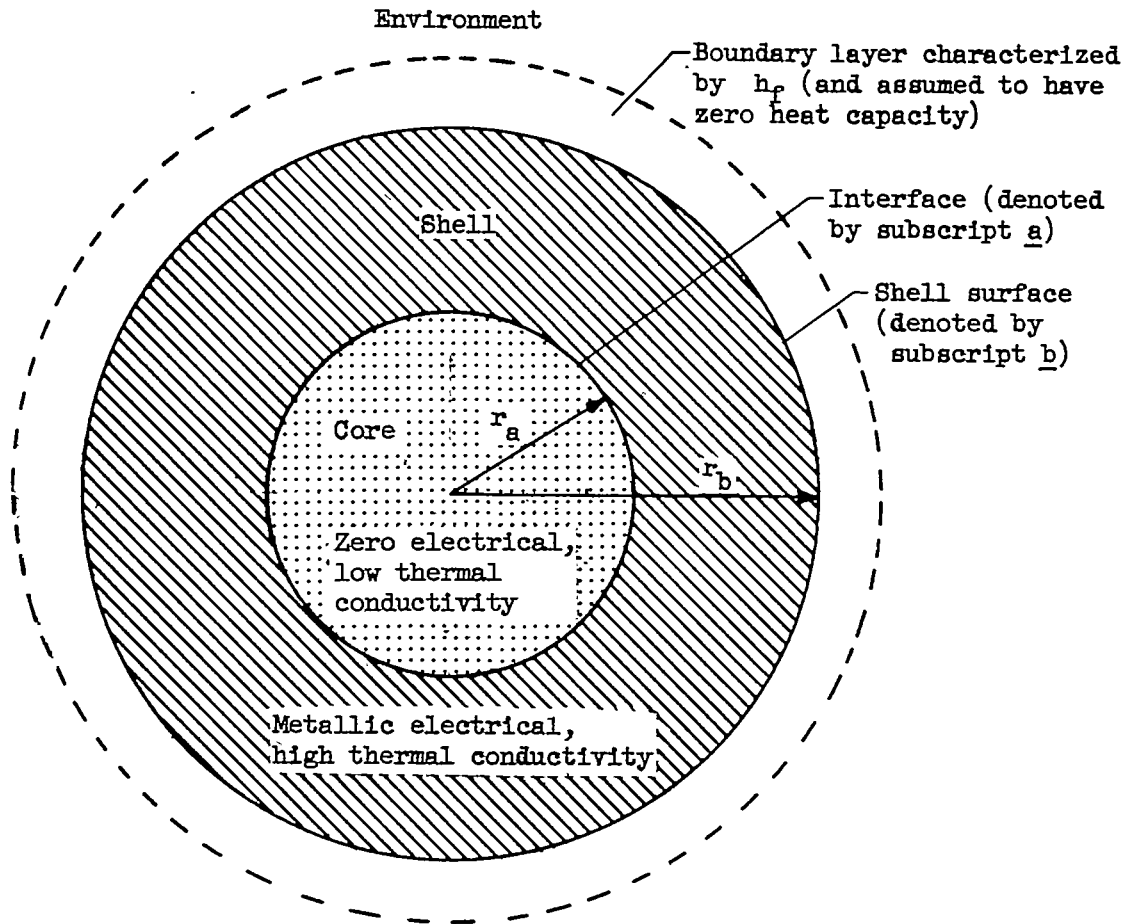 Environment
Boundary layer characterized
by h_f (and assumed to have
zero heat capacity)
Interface (denoted
by subscript a)
Shell
Shell surface
(denoted by
subscript b)
Core
r_a
r_b
Zero electrical,
low thermal
conductivity
Metallic electrical,
high thermal conductivity